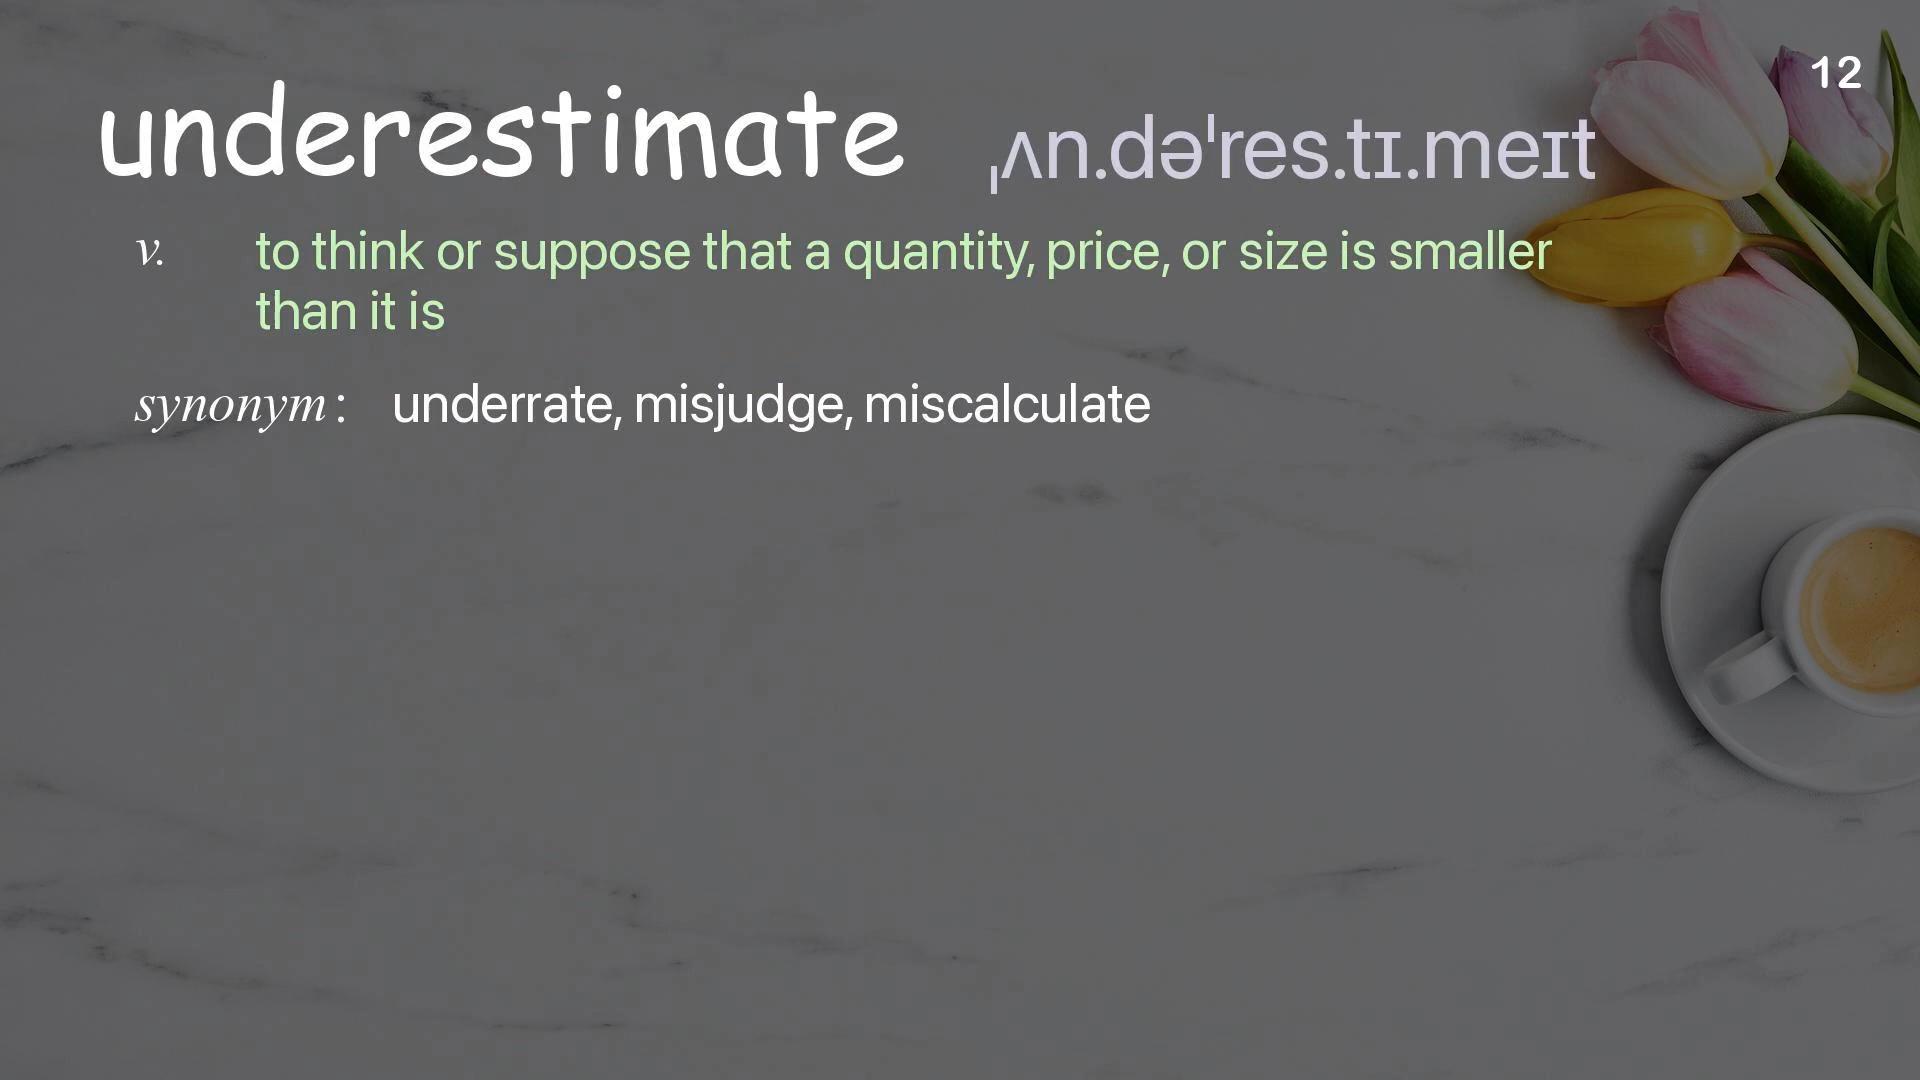 12
underestimate ˌʌn.dəˈres.tɪ.meɪt
v. to think or suppose that a quantity, price, or size is smaller
than it is
synonym : underrate, misjudge, miscalculate